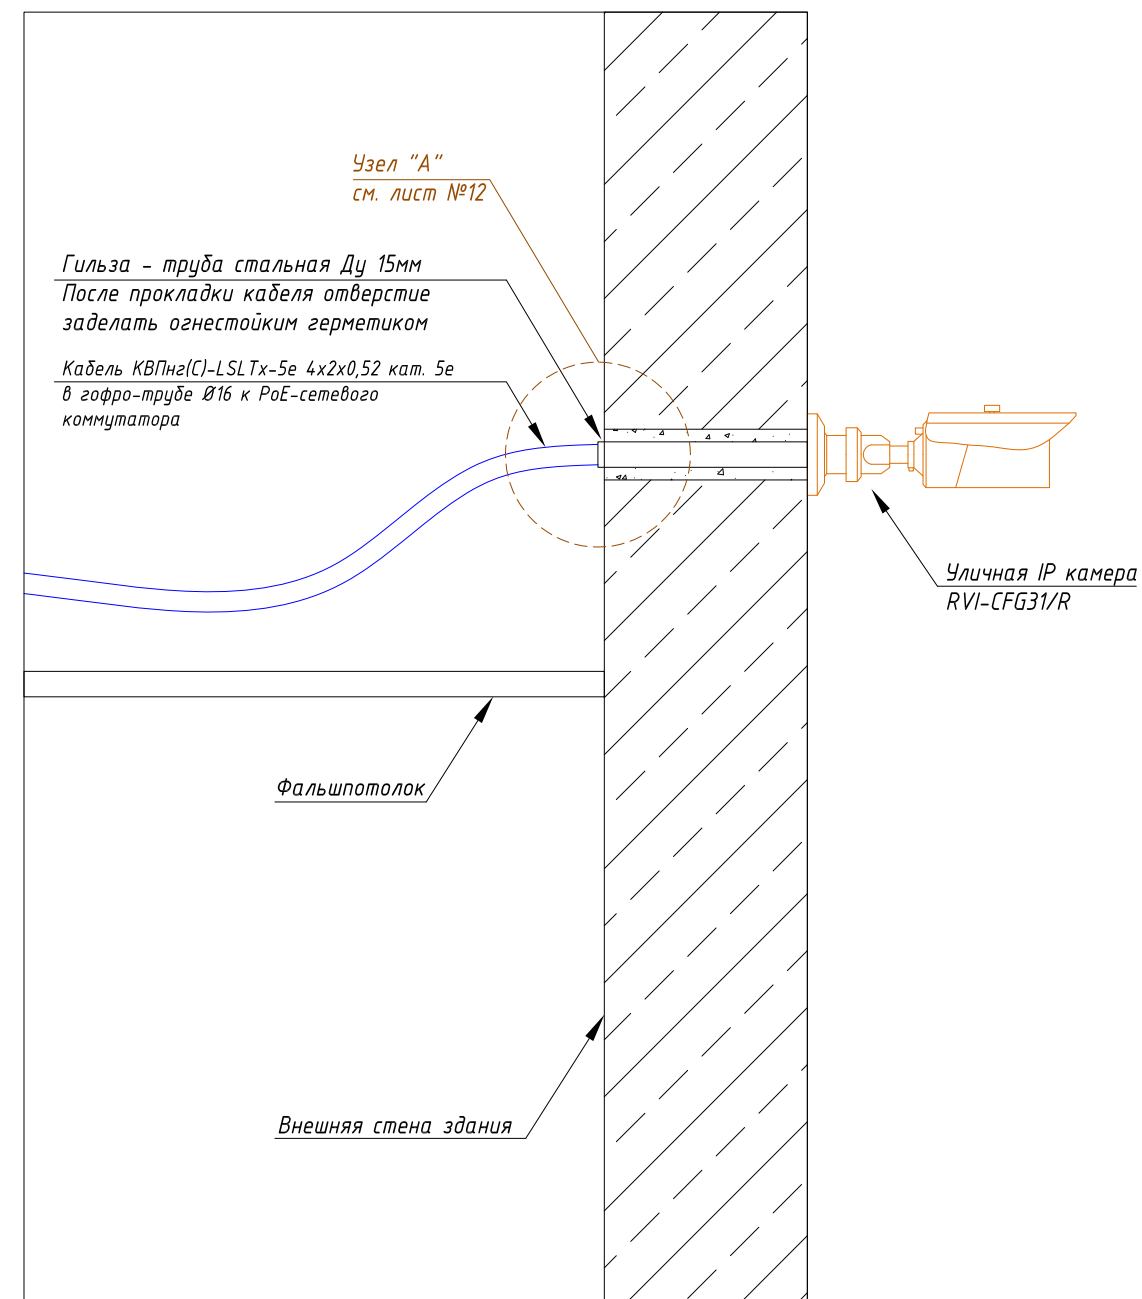 Узел "А"
см. лист №12
Гильза - труба стальная Ду 15мм
После прокладки кабеля отверстие
заделать огнестойким герметиком
Кабель КВПнг(С)-LSLTx-5е 4х2х0,52 кат. 5е
в гофро-трубе Ø16 к PoE-сетевого
коммутатора
Уличная IP камера
RVI-CFG31/R
Фальшпотолок
Внешняя стена здания